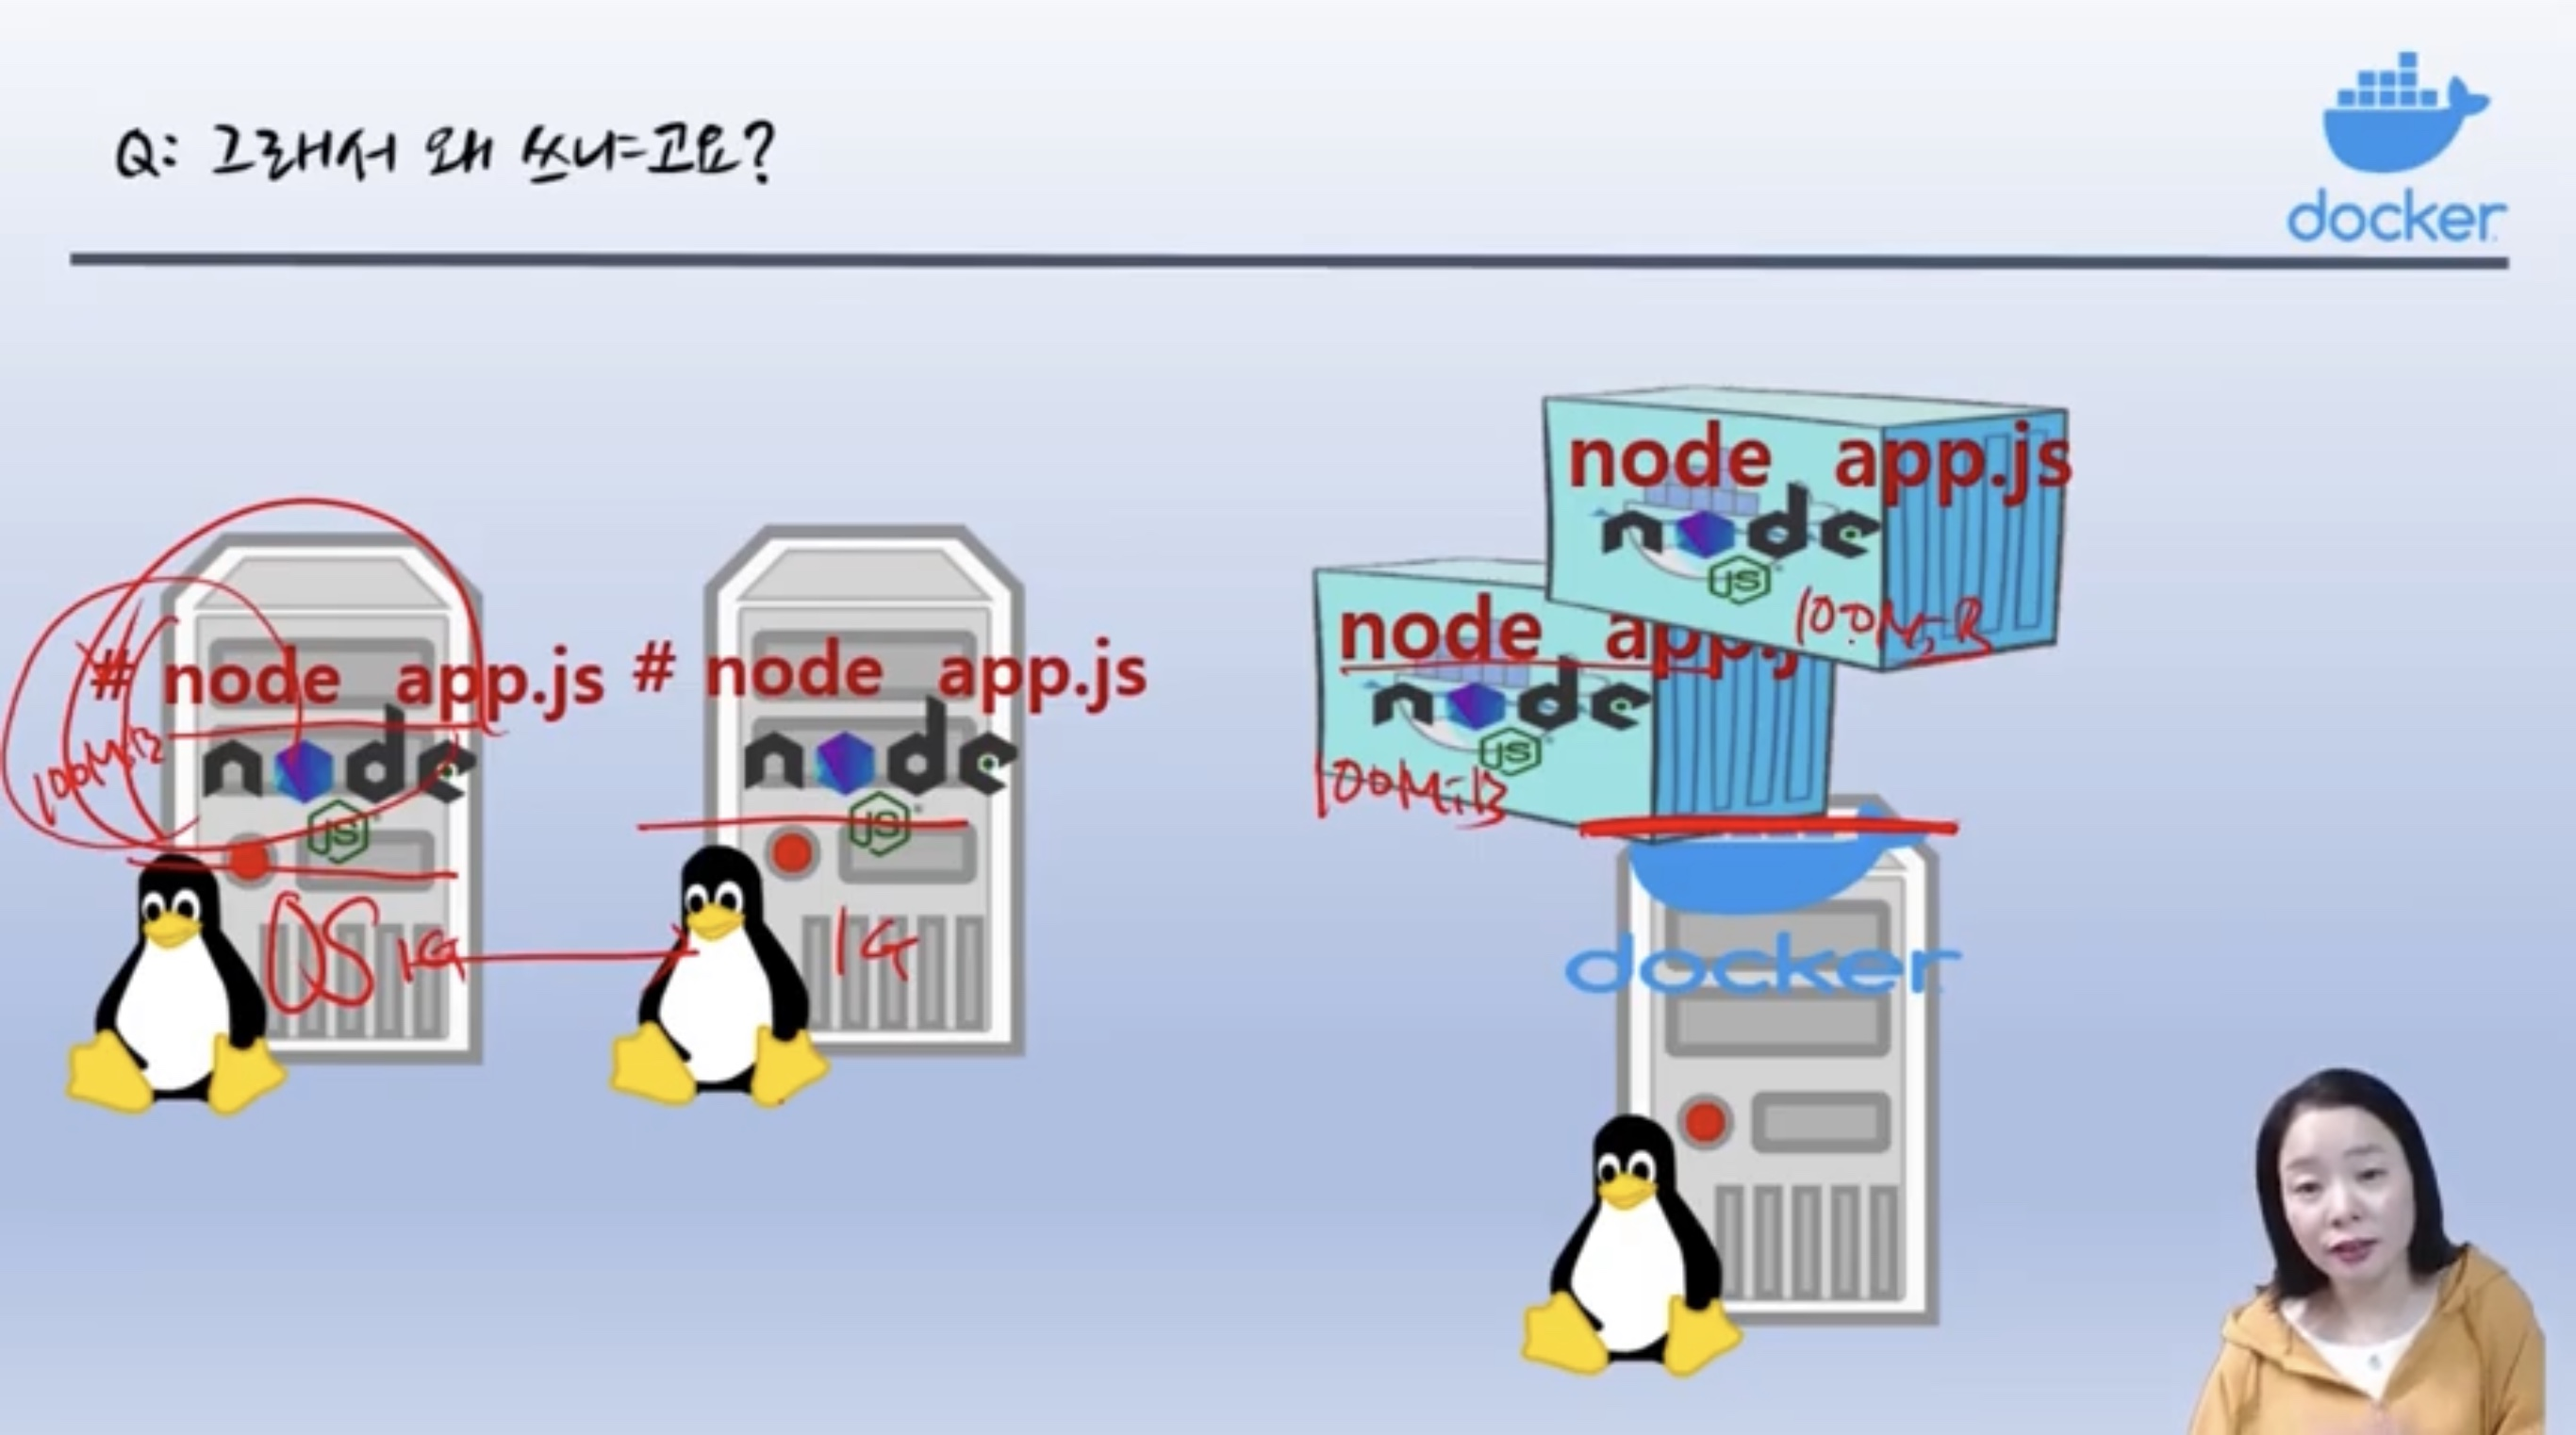 Q: 그래서 왜 쓰냐고요?
docker
node app.js
node
JS
100MiB
node app.js
node
JS
100MiB
# node app.js
node
JS
100MiB
OS 1G
# node app.js
node
JS
1G
docker